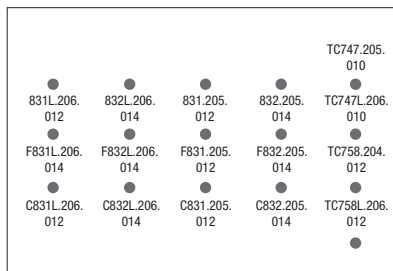 TC747.205.
010
831L.206.
012
832L.206.
014
831.205.
012
832.205.
014
TC747L.206.
010
F831L.206.
014
F832L.206.
014
F831.205.
012
F832.205.
014
TC758.204.
012
C831L.206.
012
C832L.206.
014
C831.205.
012
C832.205.
014
TC758L.206.
012